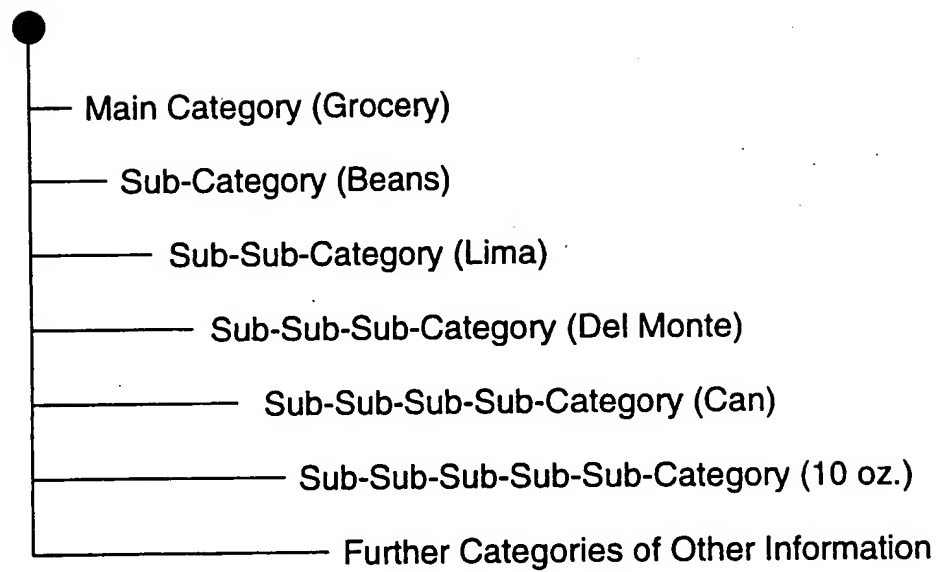 Main Category (Grocery)
Sub-Category (Beans)
Sub-Sub-Category (Lima)
Sub-Sub-Sub-Category (Del Monte)
Sub-Sub-Sub-Sub-Category (Can)
Sub-Sub-Sub-Sub-Sub-Category (10 oz.)
Further Categories of Other Information